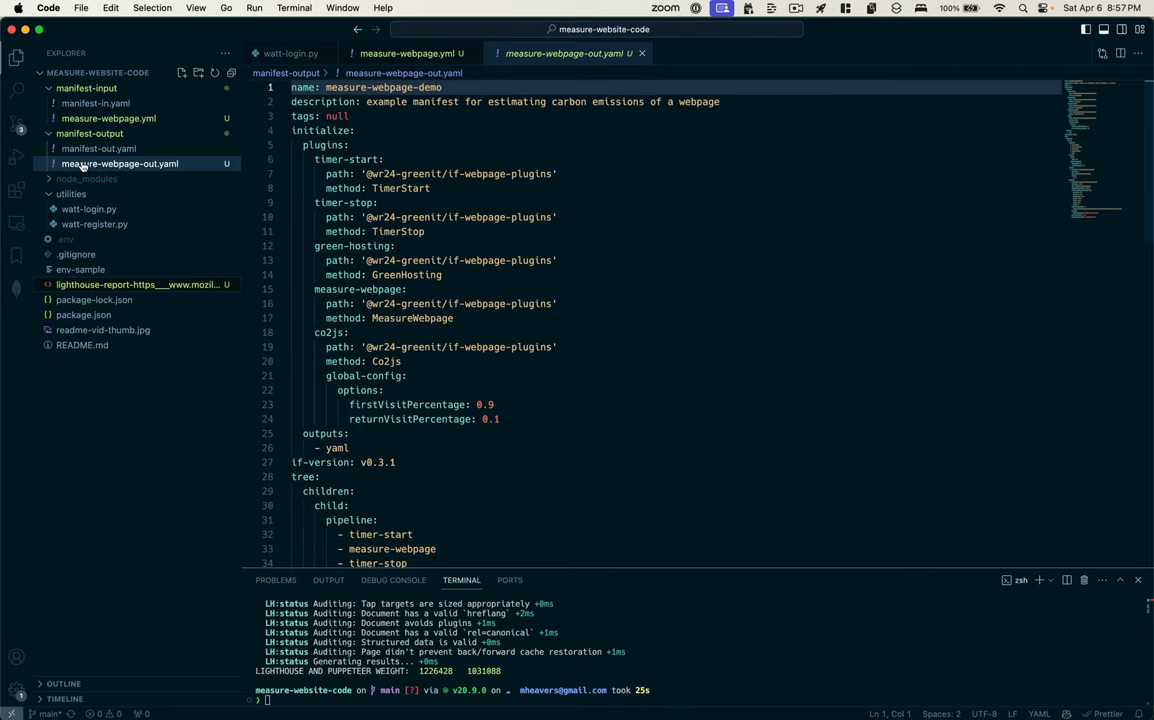 Code File Edit Selection View Go Run Terminal Window Help zoom 100% Sat Apr 6 8:57 PM
measure-website-code
EXPLORER
watt-login.py
measure-webpage.yml U
measure-webpage-out.yaml U
MEASURE-WEBSITE-CODE
manifest-input
manifest-in.yaml
measure-webpage.yml U
manifest-output
manifest-out.yaml
measure-webpage-out.yaml U
node_modules
utilities
watt-login.py
watt-register.py
.env
.gitignore
env-sample
lighthouse-report-https___www.mozil... U
package-lock.json
package.json
readme-vid-thumb.jpg
README.md
OUTLINE
TIMELINE
3
1
manifest-output > measure-webpage-out.yaml
1 name: measure-webpage-demo
2 description: example manifest for estimating carbon emissions of a webpage
3 tags: null
4 initialize:
5 plugins:
6 timer-start:
7 path: '@wr24-greenit/if-webpage-plugins'
8 method: TimerStart
9 timer-stop:
10 path: '@wr24-greenit/if-webpage-plugins'
11 method: TimerStop
12 green-hosting:
13 path: '@wr24-greenit/if-webpage-plugins'
14 method: GreenHosting
15 measure-webpage:
16 path: '@wr24-greenit/if-webpage-plugins'
17 method: MeasureWebpage
18 co2js:
19 path: '@wr24-greenit/if-webpage-plugins'
20 method: Co2js
21 global-config:
22 options:
23 firstVisitPercentage: 0.9
24 returnVisitPercentage: 0.1
25 outputs:
26 - yaml
27 if-version: v0.3.1
28 tree:
29 children:
30 child:
31 pipeline:
32 - timer-start
33 - measure-webpage
34 - timer-stop
PROBLEMS OUTPUT DEBUG CONSOLE TERMINAL PORTS zsh
LH:status Auditing: Tap targets are sized appropriately +0ms
LH:status Auditing: Document has a valid `hreflang` +2ms
LH:status Auditing: Document avoids plugins +1ms
LH:status Auditing: Document has a valid `rel=canonical` +1ms
LH:status Auditing: Structured data is valid +0ms
LH:status Auditing: Page didn't prevent back/forward cache restoration +1ms
LH:status Generating results... +0ms
LIGHTHOUSE AND PUPPETEER WEIGHT: 1226428 1031088
measure-website-code on main [?] via v20.9.0 on mheavers@gmail.com took 25s
main* 0 0 0 Ln 1, Col 1 Spaces: 2 UTF-8 LF YAML Prettier